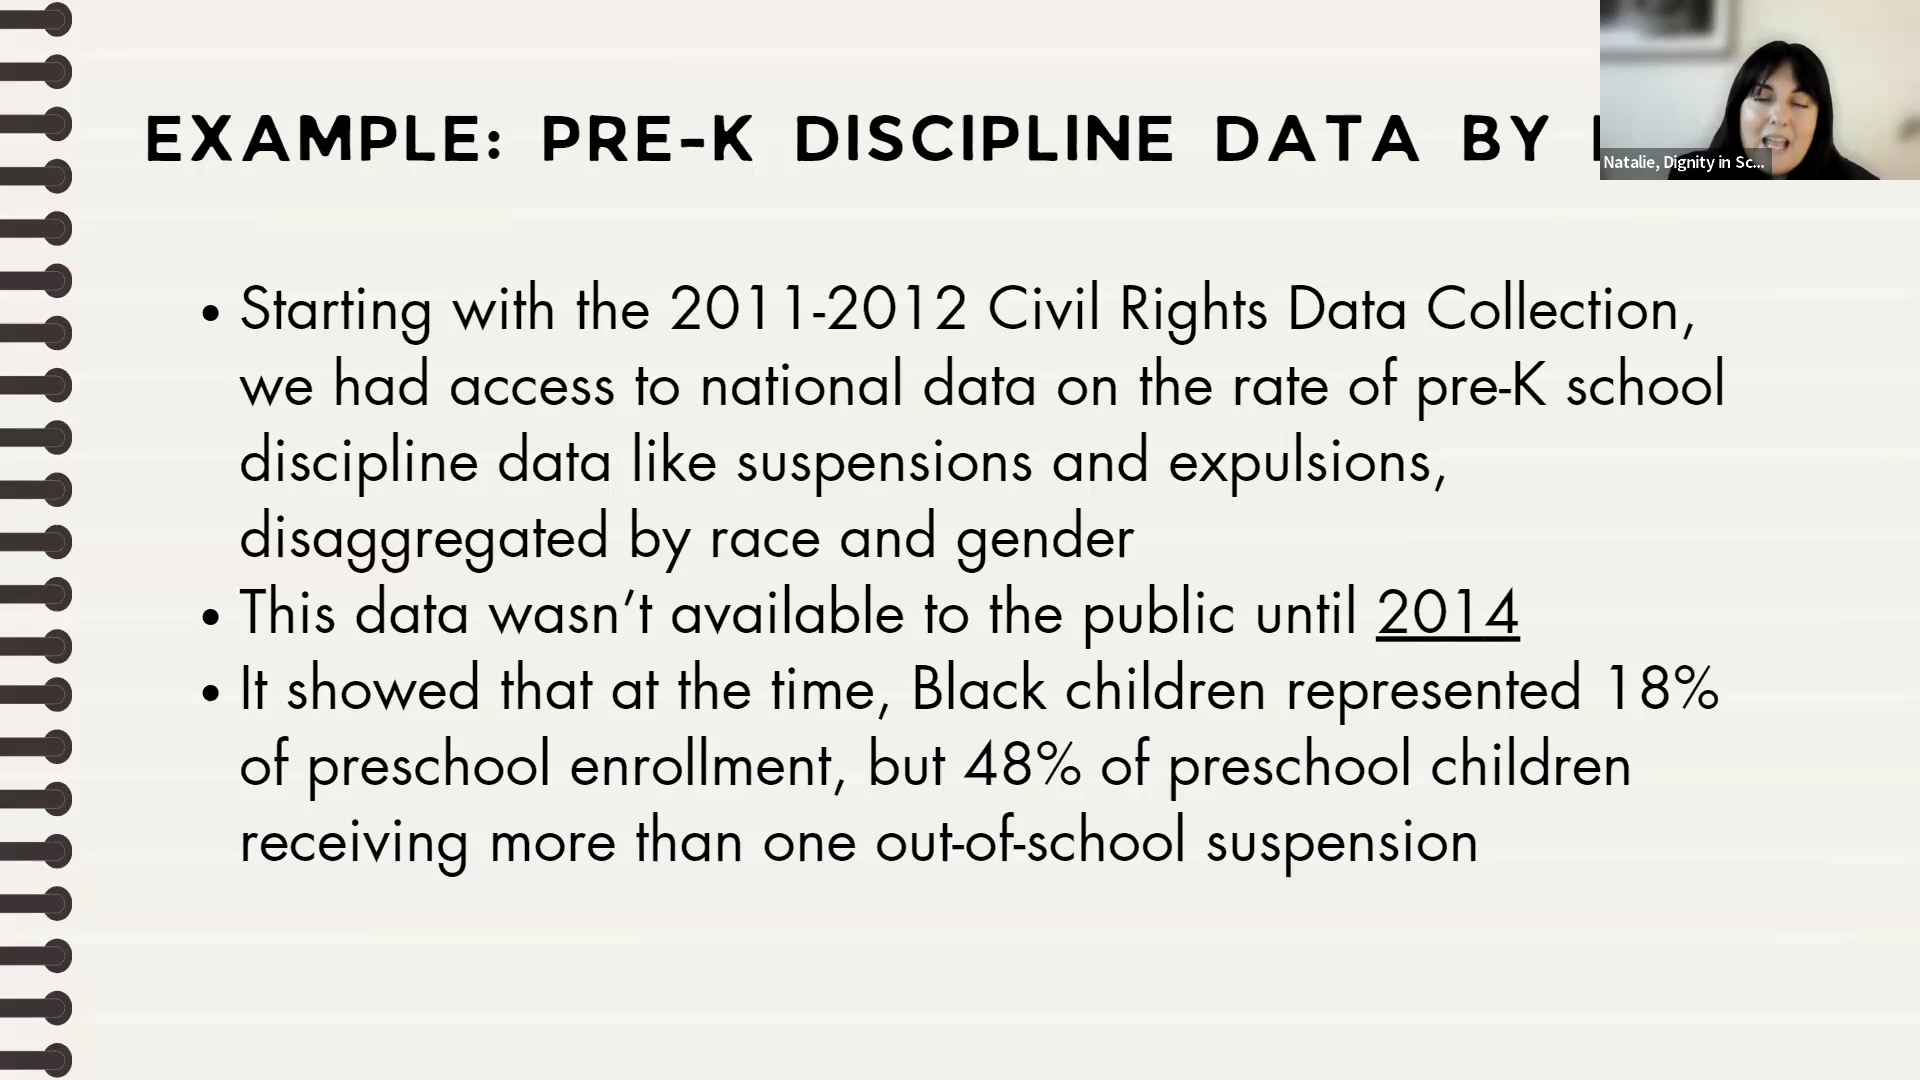 EXAMPLE: PRE-K DISCIPLINE DATA BY
Natalie, Dignity in Sc...
• Starting with the 2011-2012 Civil Rights Data Collection,
we had access to national data on the rate of pre-K school
discipline data like suspensions and expulsions,
disaggregated by race and gender
• This data wasn’t available to the public until 2014
• It showed that at the time, Black children represented 18%
of preschool enrollment, but 48% of preschool children
receiving more than one out-of-school suspension